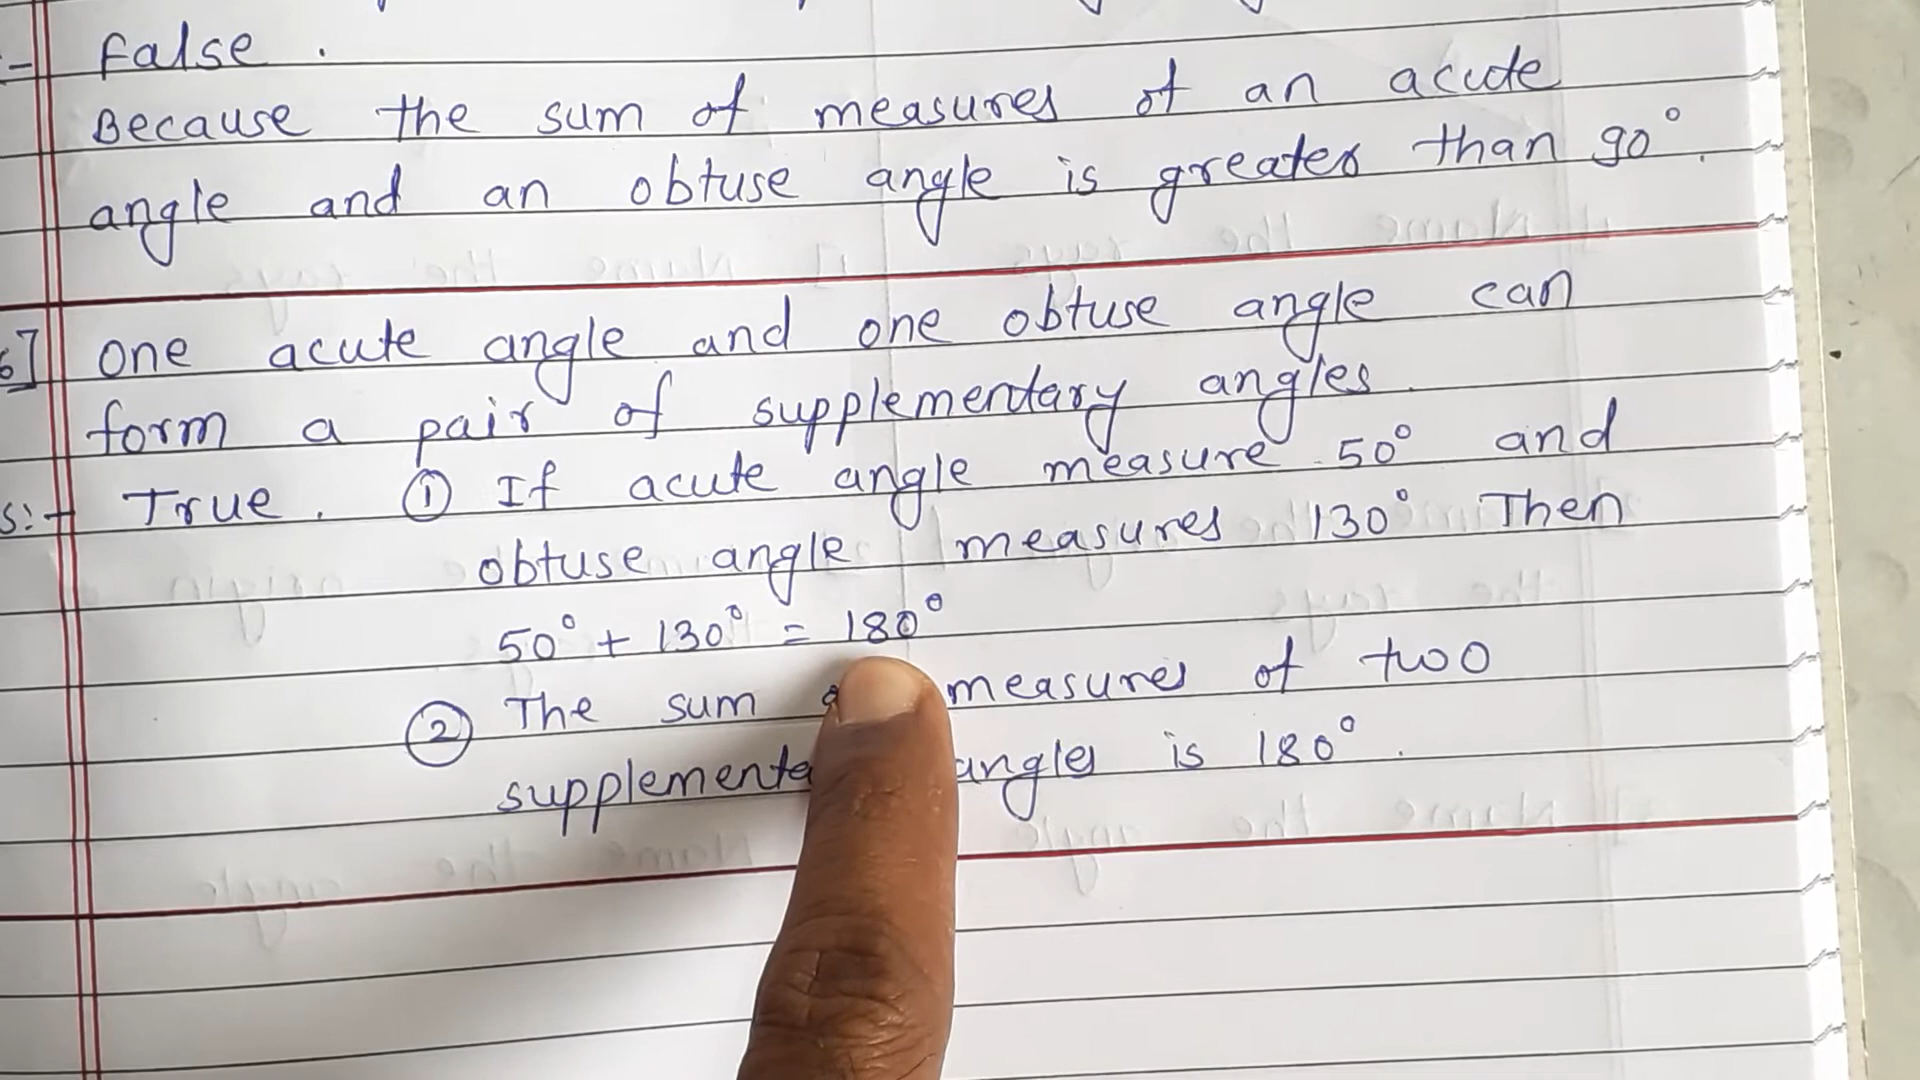 :- False.
Because the sum of measures of an acute
angle and an obtuse angle is greater than 90°.
6] One acute angle and one obtuse angle can
form a pair of supplementary angles.
s:- True. ① If acute angle measure 50° and
obtuse angle measures 130° Then
50° + 130° = 180°
② The sum measures of two
angles is 180°.